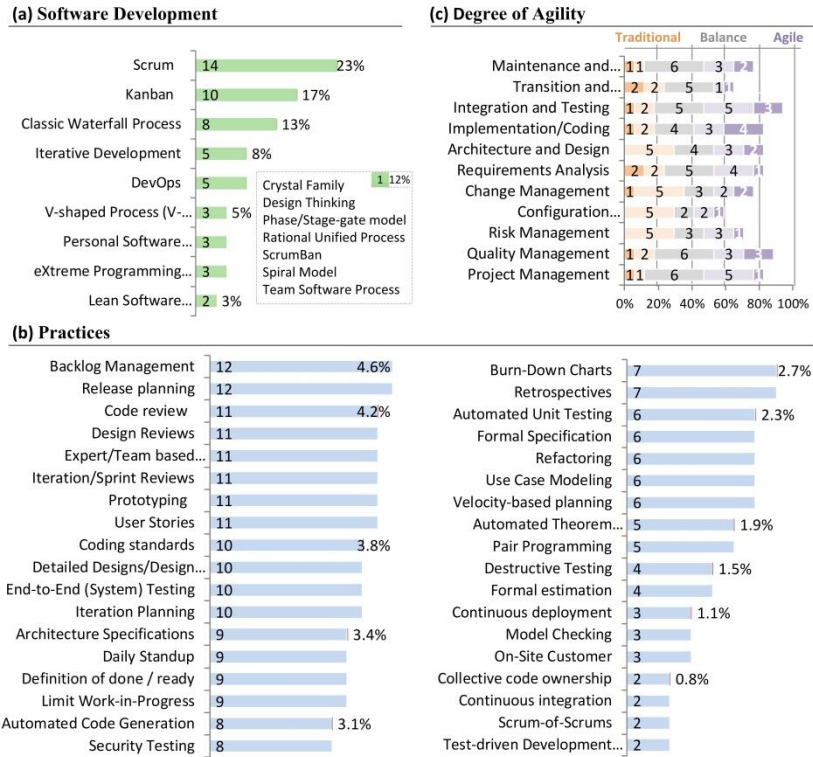 (a) Software Development
Scrum 14 23%
Kanban 10 17%
Classic Waterfall Process 8 13%
Iterative Development 5 8%
DevOps 5
V-shaped Process (V-... 3 5%
Personal Software... 3
eXtreme Programming... 3
Lean Software... 2 3%
1 12%
Crystal Family
Design Thinking
Phase/Stage-gate model
Rational Unified Process
ScrumBan
Spiral Model
Team Software Process
(c) Degree of Agility
Traditional Balance Agile
Maintenance and... 1 1 6 3 2
Transition and... 2 2 5 1 1
Integration and Testing 1 2 5 5 3
Implementation/Coding 1 2 4 3 4
Architecture and Design 5 4 3 2
Requirements Analysis 2 2 5 4 1
Change Management 1 5 3 2 2
Configuration... 5 2 2 1
Risk Management 5 3 3 1
Quality Management 1 2 6 3 3
Project Management 1 1 6 5 1
0% 20% 40% 60% 80% 100%
(b) Practices
Backlog Management 12 4.6%
Release planning 12
Code review 11 4.2%
Design Reviews 11
Expert/Team based... 11
Iteration/Sprint Reviews 11
Prototyping 11
User Stories 11
Coding standards 10 3.8%
Detailed Designs/Design... 10
End-to-End (System) Testing 10
Iteration Planning 10
Architecture Specifications 9 3.4%
Daily Standup 9
Definition of done / ready 9
Limit Work-in-Progress 9
Automated Code Generation 8 3.1%
Security Testing 8
Burn-Down Charts 7 2.7%
Retrospectives 7
Automated Unit Testing 6 2.3%
Formal Specification 6
Refactoring 6
Use Case Modeling 6
Velocity-based planning 6
Automated Theorem... 5 1.9%
Pair Programming 5
Destructive Testing 4 1.5%
Formal estimation 4
Continuous deployment 3 1.1%
Model Checking 3
On-Site Customer 3
Collective code ownership 2 0.8%
Continuous integration 2
Scrum-of-Scrums 2
Test-driven Development... 2